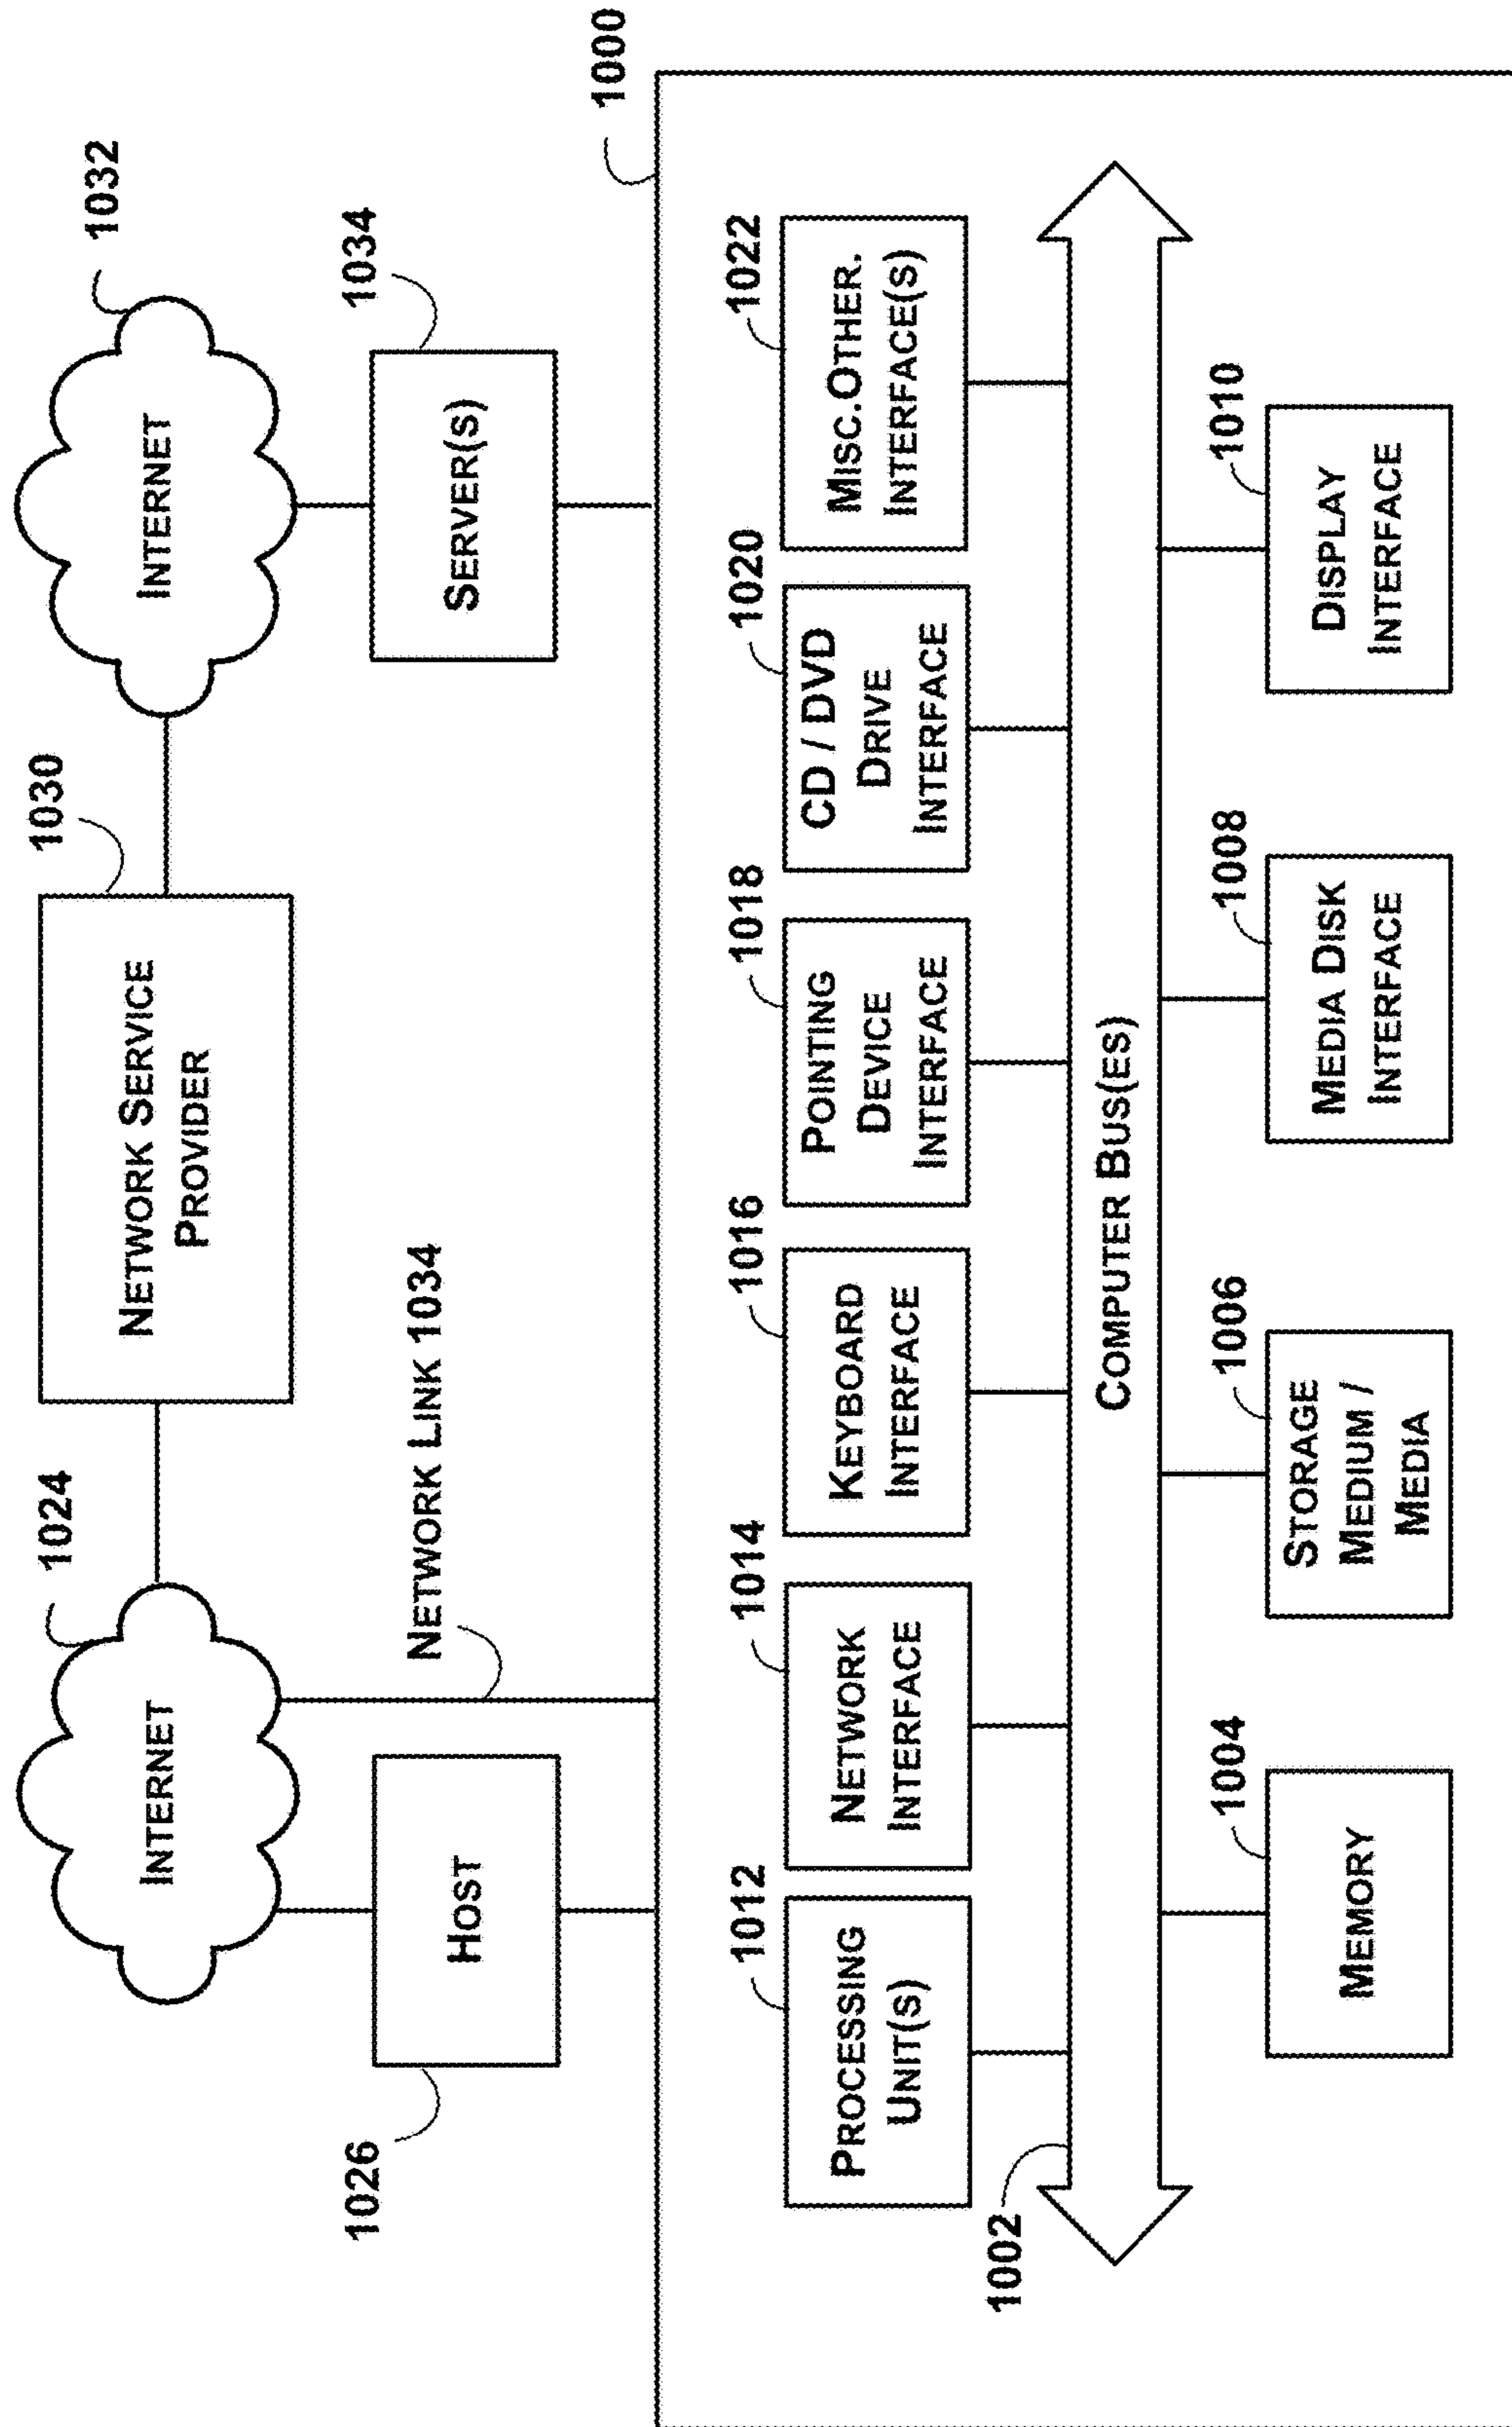 1024
INTERNET
1030
NETWORK SERVICE
PROVIDER
1032
INTERNET
1026
HOST
NETWORK LINK 1034
1034
SERVER(S)
1000
1012
PROCESSING
UNIT(S)
1014
NETWORK
INTERFACE
1016
KEYBOARD
INTERFACE
1018
POINTING
DEVICE
INTERFACE
1020
CD / DVD
DRIVE
INTERFACE
1022
MISC.OTHER.
INTERFACE(S)
1002
COMPUTER BUS(ES)
1004
MEMORY
1006
STORAGE
MEDIUM /
MEDIA
1008
MEDIA DISK
INTERFACE
1010
DISPLAY
INTERFACE